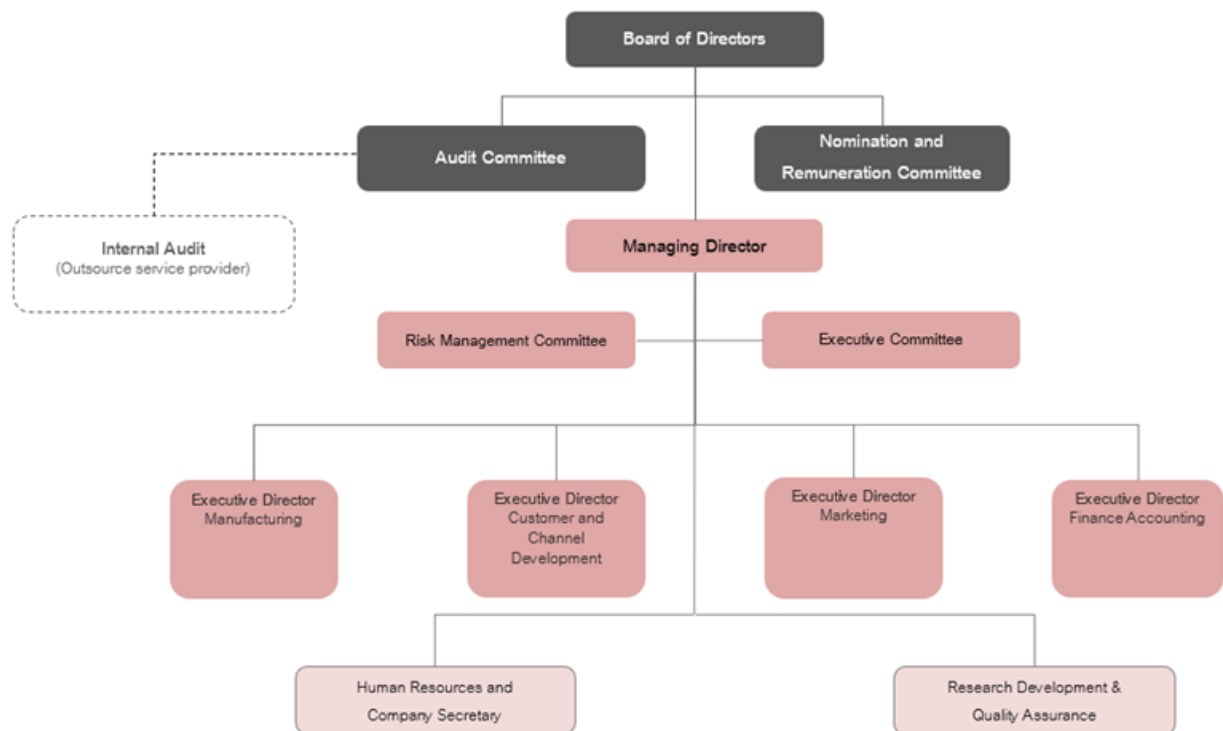 Board of Directors
Audit Committee
Nomination and
Remuneration Committee
Internal Audit
(Outsource service provider)
Managing Director
Risk Management Committee
Executive Committee
Executive Director
Manufacturing
Executive Director
Customer and
Channel
Development
Executive Director
Marketing
Executive Director
Finance Accounting
Human Resources and
Company Secretary
Research Development &
Quality Assurance